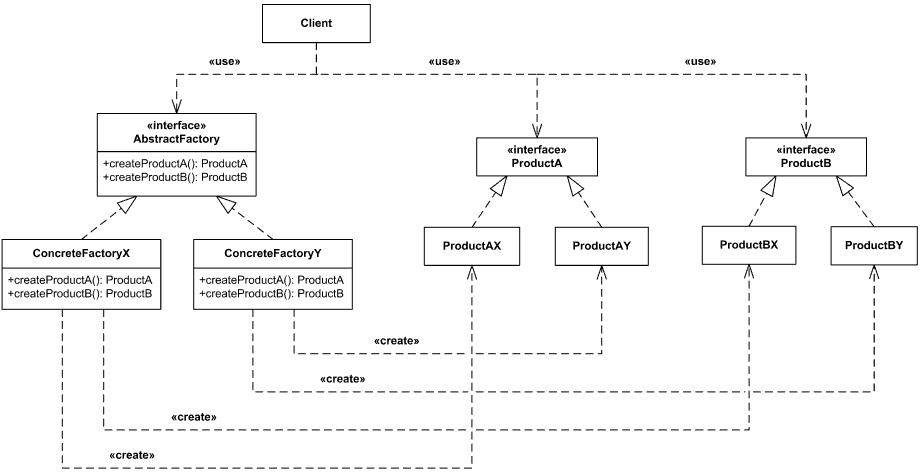 Client
«use»
«use»
«use»
«interface»
AbstractFactory
+createProductA(): ProductA
+createProductB(): ProductB
«interface»
ProductA
«interface»
ProductB
ConcreteFactoryX
+createProductA(): ProductA
+createProductB(): ProductB
ConcreteFactoryY
+createProductA(): ProductA
+createProductB(): ProductB
ProductAX
ProductAY
ProductBX
ProductBY
«create»
«create»
«create»
«create»